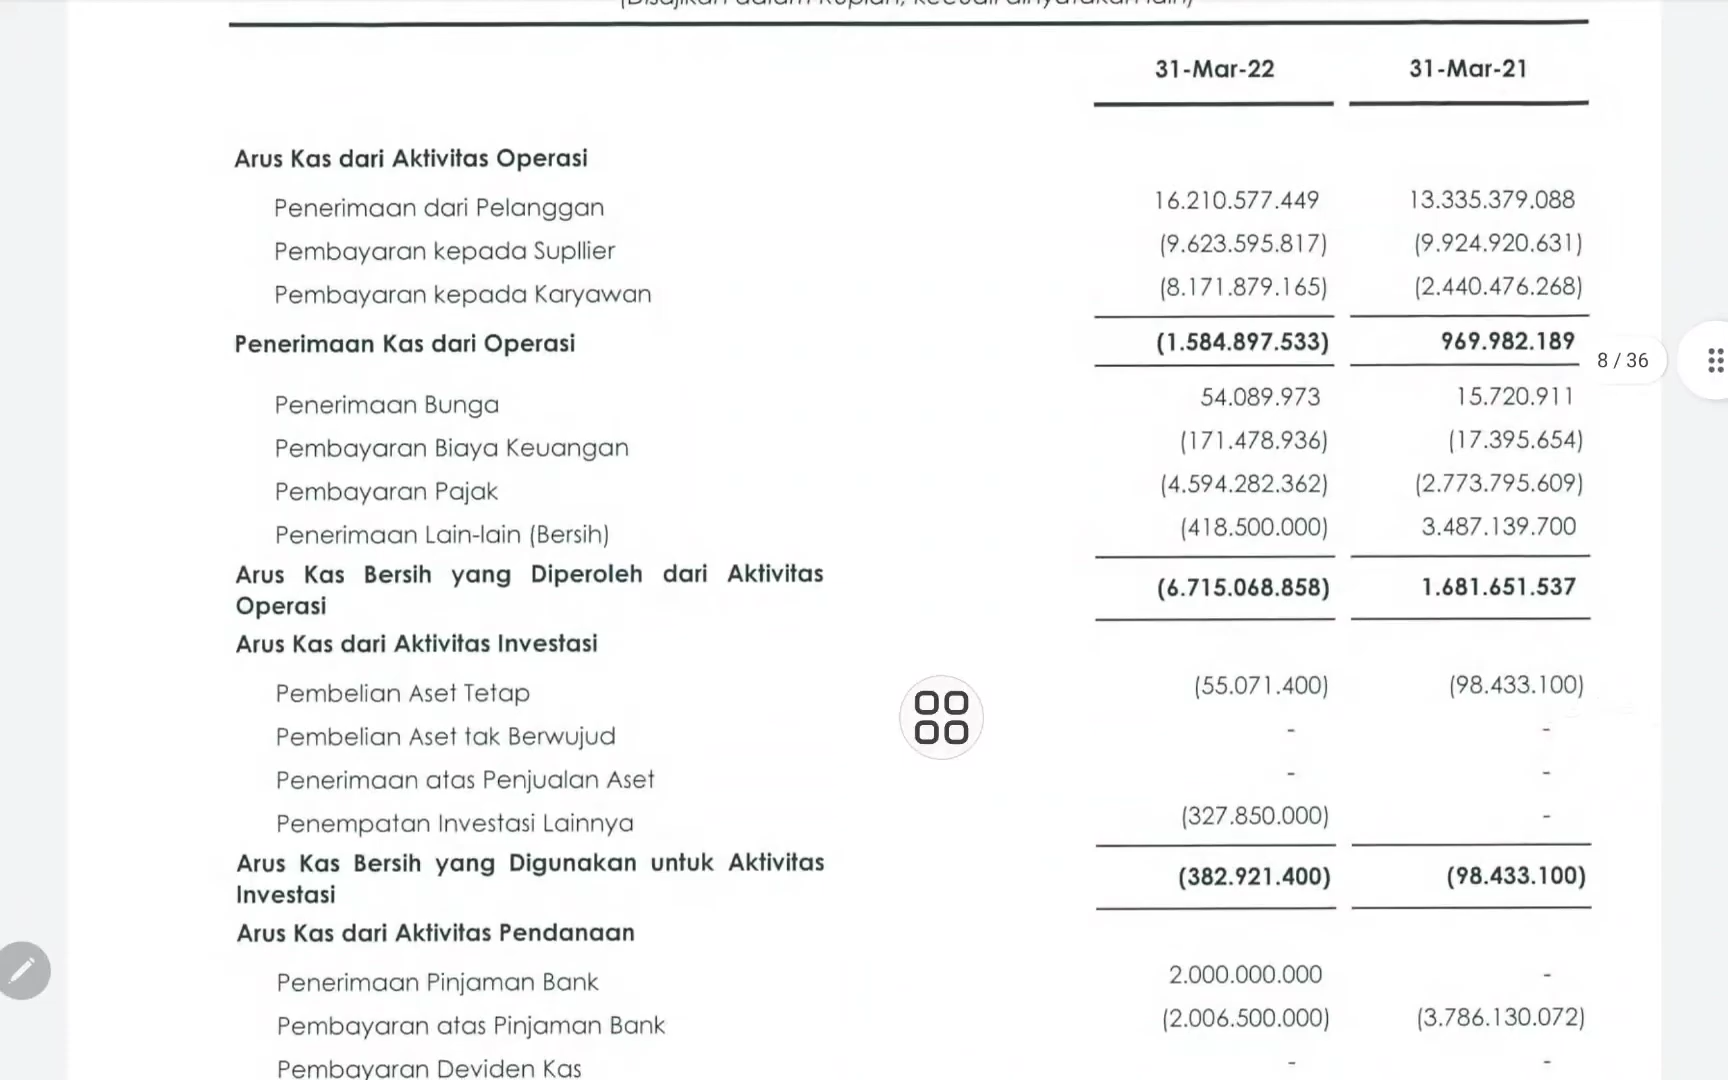 (Disajikan dalam Rupiah, kecuali dinyatakan lain)
31-Mar-22 31-Mar-21
Arus Kas dari Aktivitas Operasi
Penerimaan dari Pelanggan 16.210.577.449 13.335.379.088
Pembayaran kepada Supllier (9.623.595.817) (9.924.920.631)
Pembayaran kepada Karyawan (8.171.879.165) (2.440.476.268)
Penerimaan Kas dari Operasi (1.584.897.533) 969.982.189
8 / 36
Penerimaan Bunga 54.089.973 15.720.911
Pembayaran Biaya Keuangan (171.478.936) (17.395.654)
Pembayaran Pajak (4.594.282.362) (2.773.795.609)
Penerimaan Lain-lain (Bersih) (418.500.000) 3.487.139.700
Arus Kas Bersih yang Diperoleh dari Aktivitas
Operasi (6.715.068.858) 1.681.651.537
Arus Kas dari Aktivitas Investasi
Pembelian Aset Tetap (55.071.400) (98.433.100)
Pembelian Aset tak Berwujud - -
Penerimaan atas Penjualan Aset - -
Penempatan Investasi Lainnya (327.850.000) -
Arus Kas Bersih yang Digunakan untuk Aktivitas
Investasi (382.921.400) (98.433.100)
Arus Kas dari Aktivitas Pendanaan
Penerimaan Pinjaman Bank 2.000.000.000 -
Pembayaran atas Pinjaman Bank (2.006.500.000) (3.786.130.072)
Pembayaran Deviden Kas - -